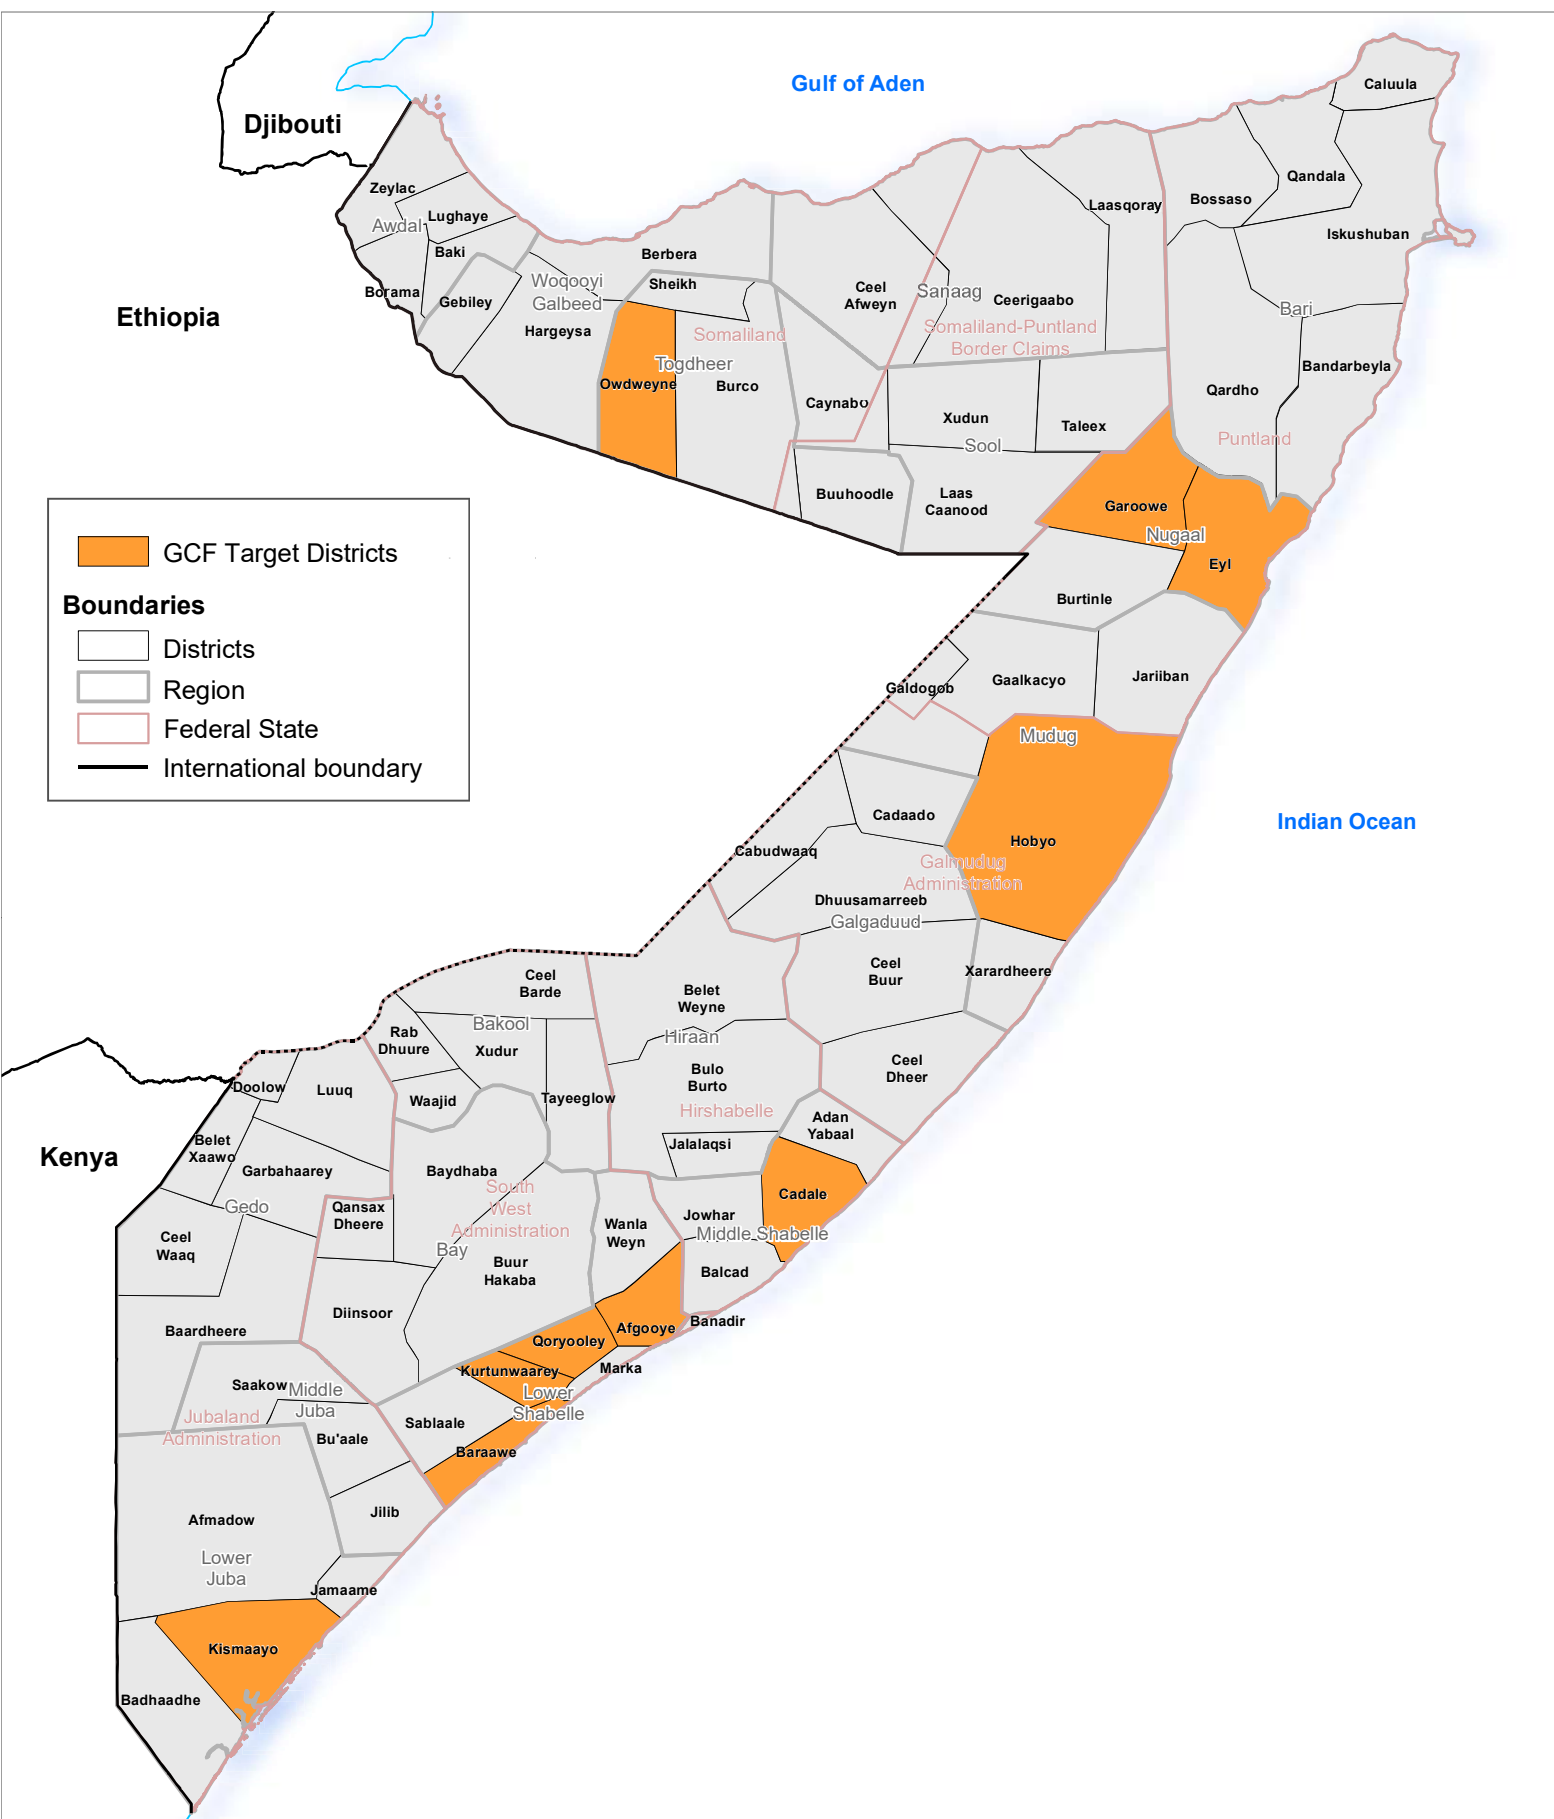 Gulf of Aden
Caluula
Djibouti
Zeylac
Qandala
Bossaso
Laasqoray
Lughaye
Awdal
Iskushuban
Baki
Berbera
Borama
Gebiley
Woqooyi
Galbeed
Sheikh
Ceel
Afweyn
Sanaag
Ceerigaabo
Bari
Ethiopia
Hargeysa
Somaliland
Somaliland-Puntland
Border Claims
Togdheer
Owdweyne
Burco
Bandarbeyla
Qardho
Caynabo
Xudun
Taleex
Sool
Puntland
Buuhoodle
Laas
Caanood
Garoowe
Nugaal
Eyl
GCF Target Districts
Boundaries
Districts
Region
Federal State
International boundary
Burtinle
Galdogob
Gaalkacyo
Jariiban
Mudug
Indian Ocean
Cadaado
Hobyo
Cabudwaaq
Galmudug
Administration
Dhuusamarreeb
Galgaduud
Ceel
Buur
Xarardheere
Ceel
Barde
Belet
Weyne
Bakool
Rab
Dhuure
Xudur
Hiraan
Ceel
Dheer
Bulo
Burto
Doolow
Luuq
Waajid
Tayeeglow
Hirshabelle
Adan
Yabaal
Kenya
Belet
Xaawo
Jalalaqsi
Garbahaarey
Baydhaba
Cadale
Gedo
Qansax
Dheere
South
West
Administration
Wanla
Weyn
Jowhar
Middle Shabelle
Ceel
Waaq
Bay
Buur
Hakaba
Balcad
Diinsoor
Baardheere
Qoryooley
Afgooye
Banadir
Kurtunwaarey
Marka
Saakow
Middle
Juba
Lower
Shabelle
Jubaland
Administration
Bu'aale
Sablaale
Baraawe
Afmadow
Jilib
Lower
Juba
Jamaame
Kismaayo
Badhaadhe